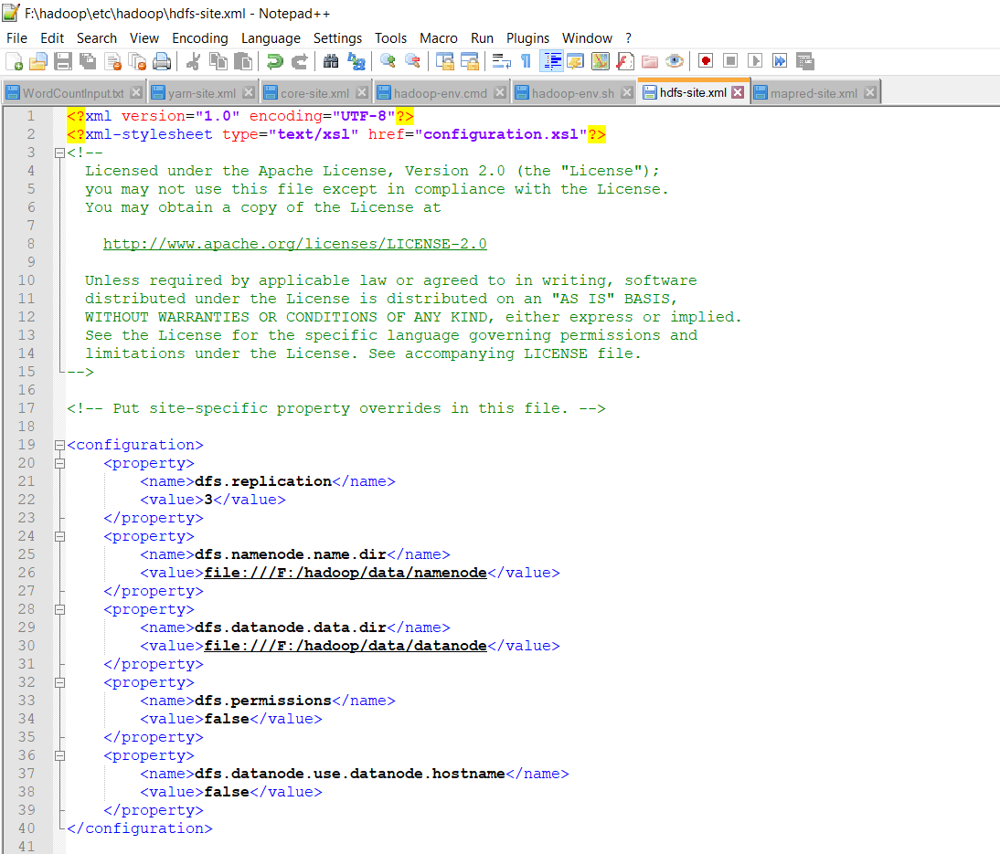 F:\hadoop\etc\hadoop\hdfs-site.xml - Notepad++
File Edit Search View Encoding Language Settings Tools Macro Run Plugins Window ?
WordCountInput.txt yarn-site.xml core-site.xml hadoop-env.cmd hadoop-env.sh hdfs-site.xml mapred-site.xml
1 <?xml version="1.0" encoding="UTF-8"?>
2 <?xml-stylesheet type="text/xsl" href="configuration.xsl"?>
3 <!--
4 Licensed under the Apache License, Version 2.0 (the "License");
5 you may not use this file except in compliance with the License.
6 You may obtain a copy of the License at
7
8 http://www.apache.org/licenses/LICENSE-2.0
9
10 Unless required by applicable law or agreed to in writing, software
11 distributed under the License is distributed on an "AS IS" BASIS,
12 WITHOUT WARRANTIES OR CONDITIONS OF ANY KIND, either express or implied.
13 See the License for the specific language governing permissions and
14 limitations under the License. See accompanying LICENSE file.
15 -->
16
17 <!-- Put site-specific property overrides in this file. -->
18
19 <configuration>
20 <property>
21 <name>dfs.replication</name>
22 <value>3</value>
23 </property>
24 <property>
25 <name>dfs.namenode.name.dir</name>
26 <value>file:///F:/hadoop/data/namenode</value>
27 </property>
28 <property>
29 <name>dfs.datanode.data.dir</name>
30 <value>file:///F:/hadoop/data/datanode</value>
31 </property>
32 <property>
33 <name>dfs.permissions</name>
34 <value>false</value>
35 </property>
36 <property>
37 <name>dfs.datanode.use.datanode.hostname</name>
38 <value>false</value>
39 </property>
40 </configuration>
41